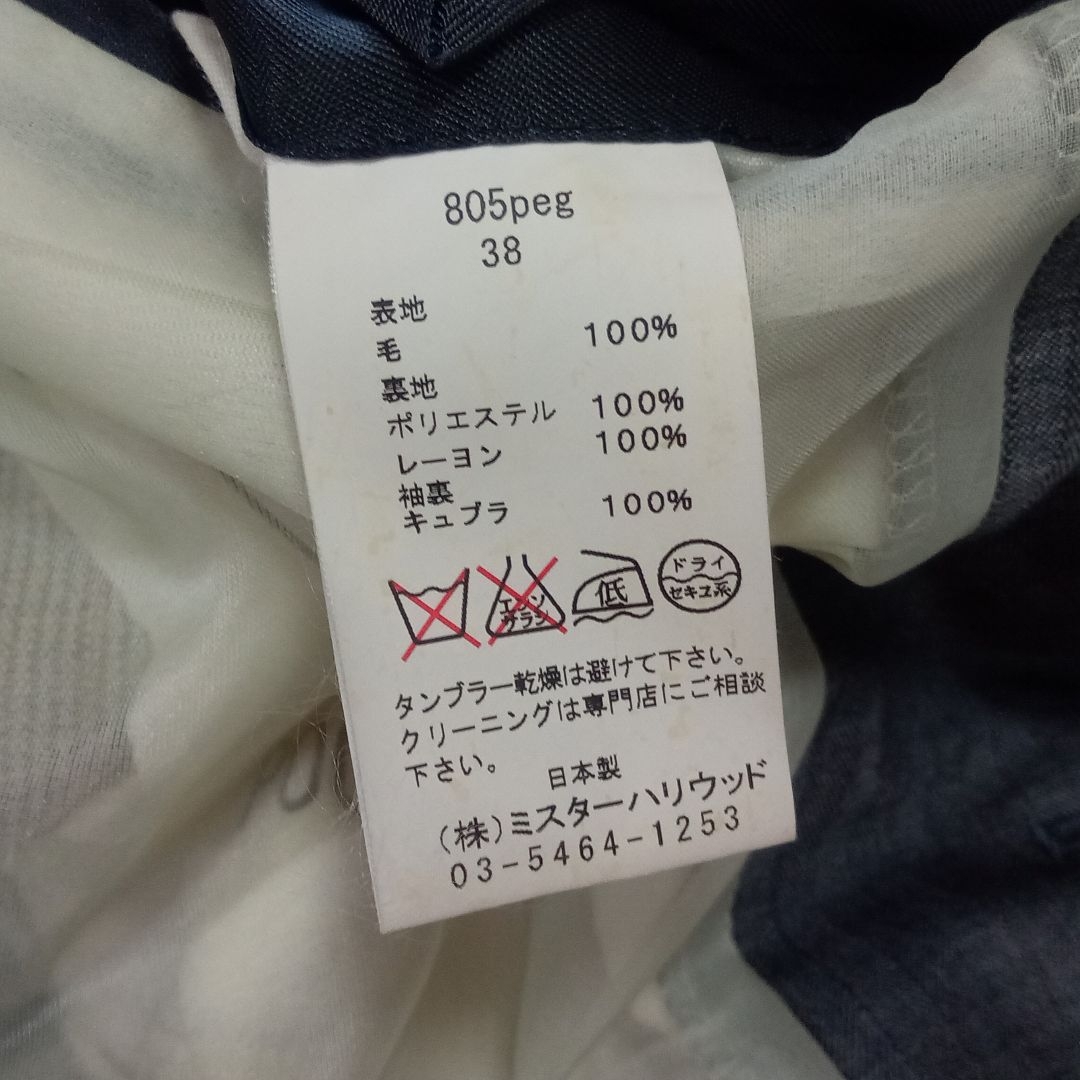 805peg
38
表地
毛 100%
裏地
ポリエステル 100%
レーヨン 100%
袖裏
キュプラ 100%
エンソ
サラシ
低
ドライ
セキユ系
タンブラー乾燥は避けて下さい。
クリーニングは専門店にご相談
下さい。
日本製
(株)ミスターハリウッド
03-5464-1253